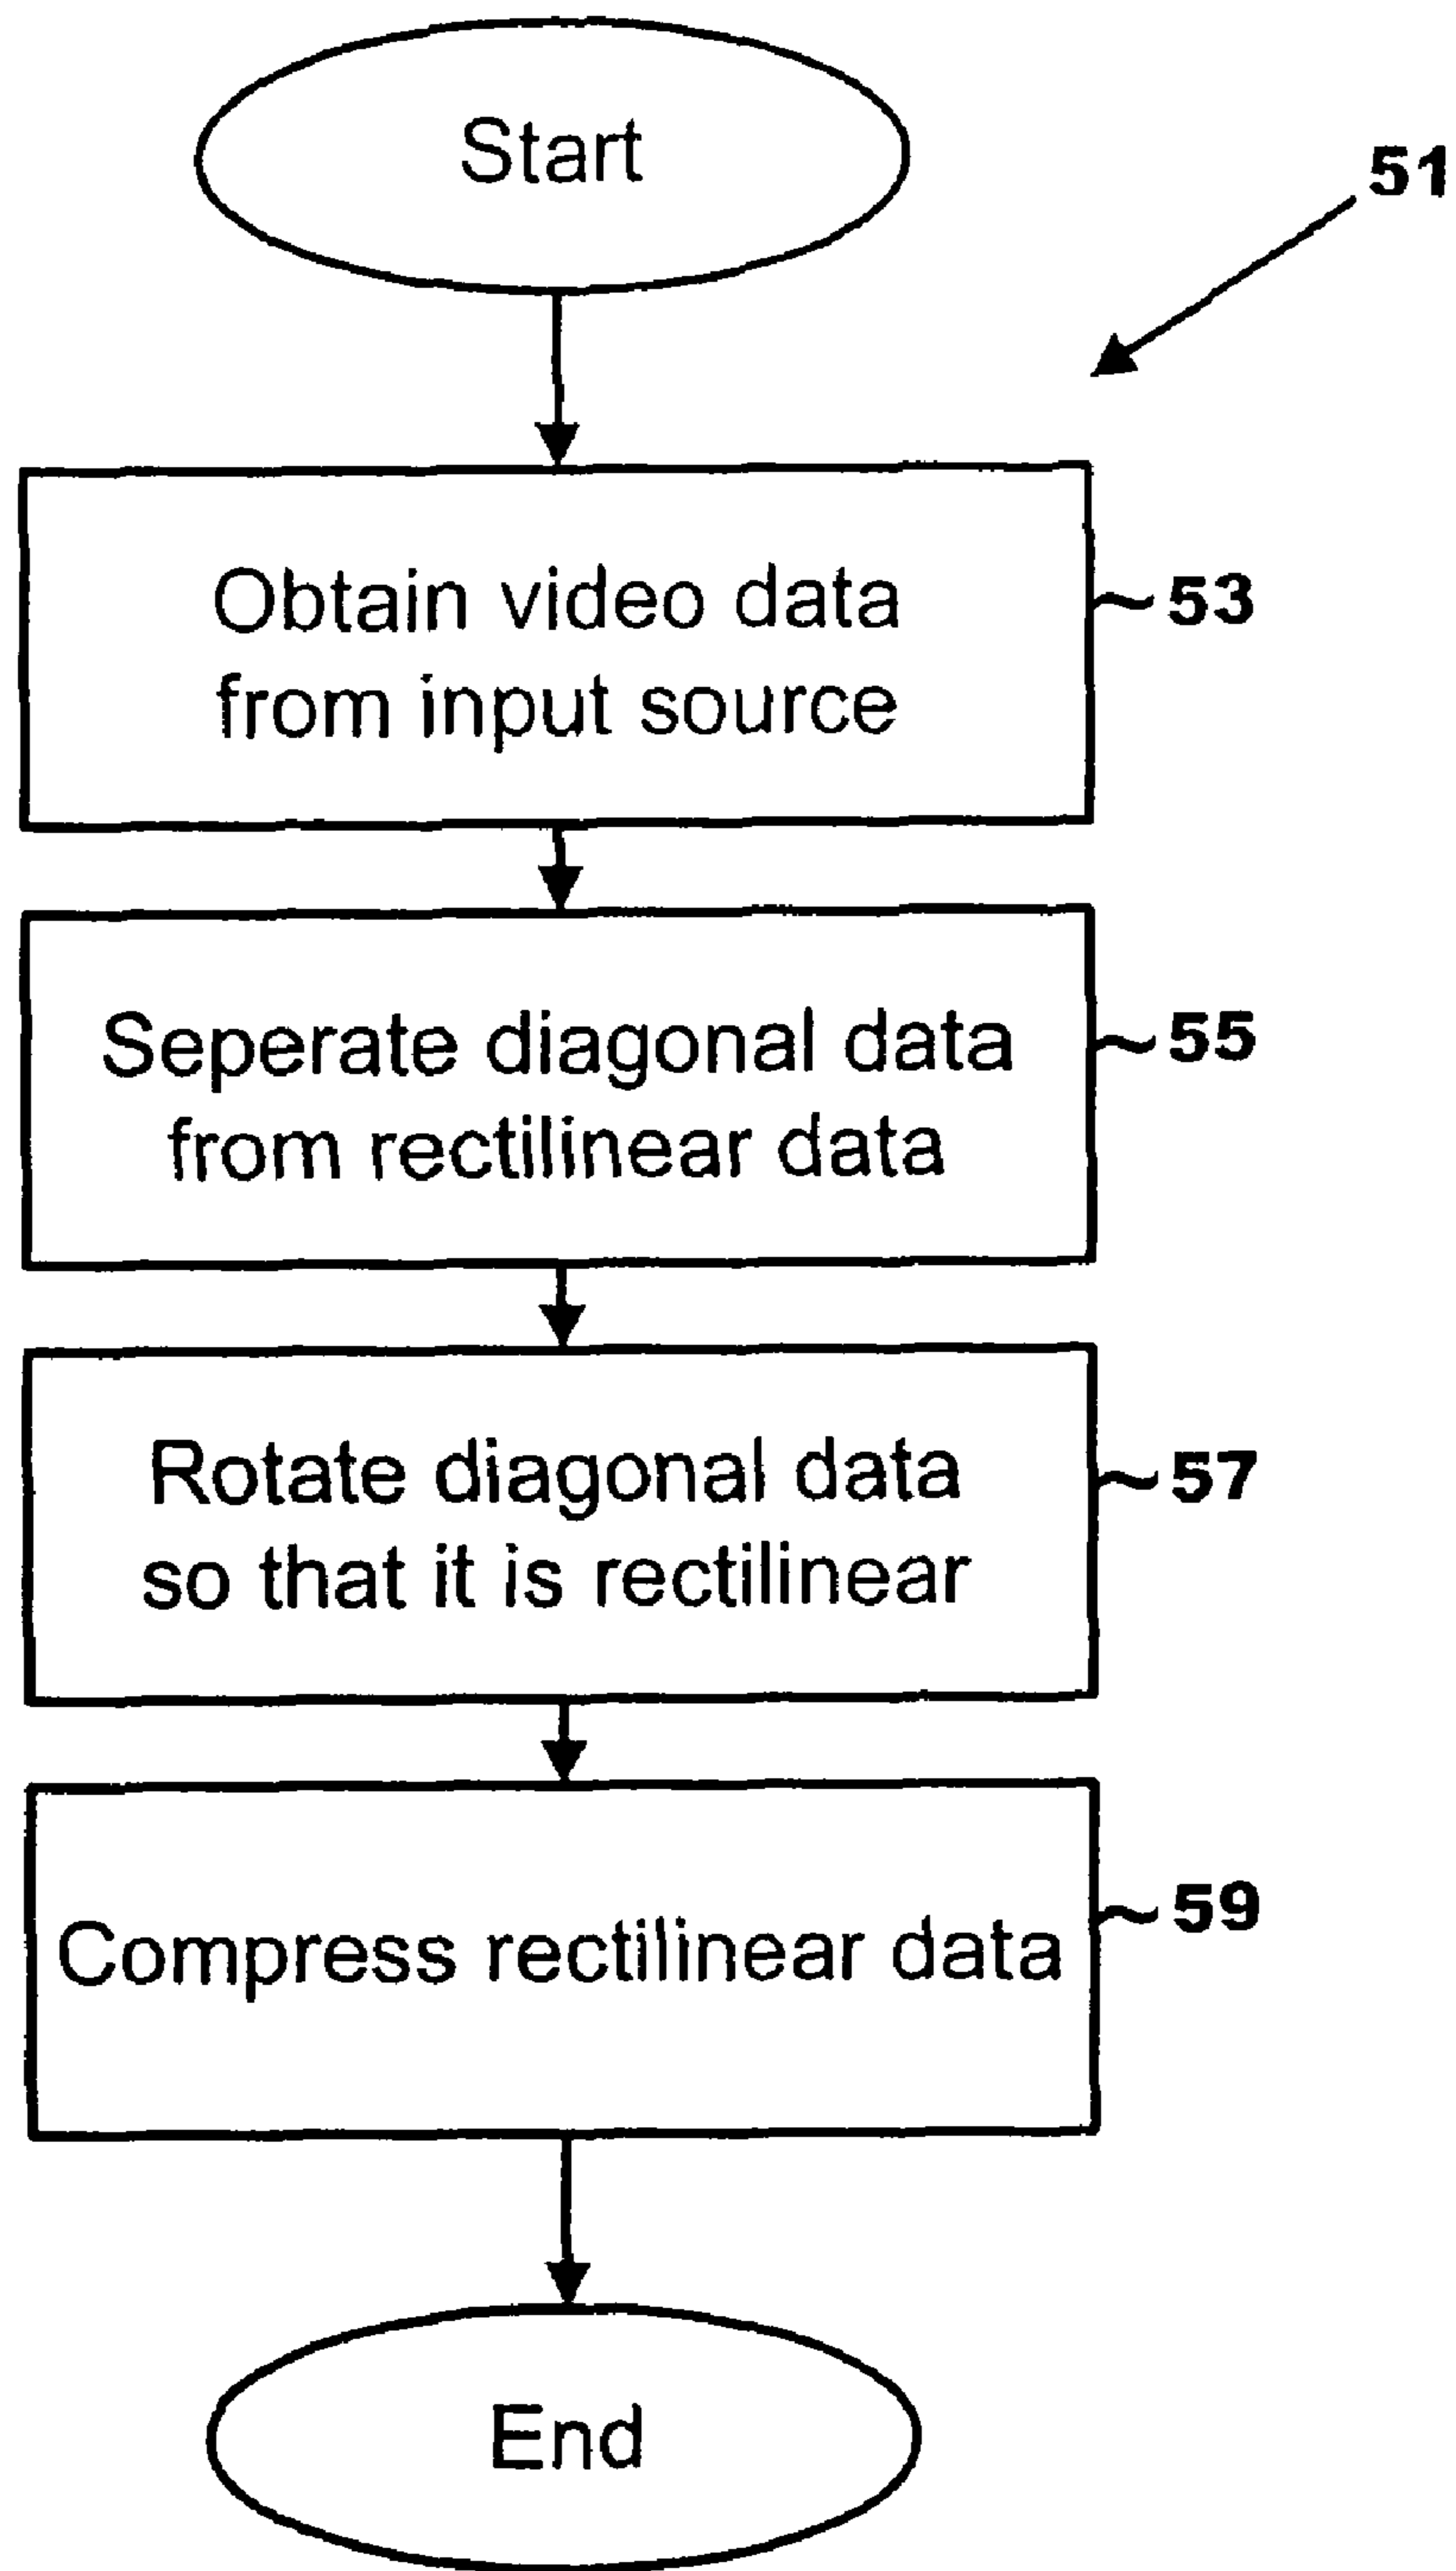 Start
51
Obtain video data
from input source
~53
Seperate diagonal data
from rectilinear data
~55
Rotate diagonal data
so that it is rectilinear
~57
Compress rectilinear data
~59
End